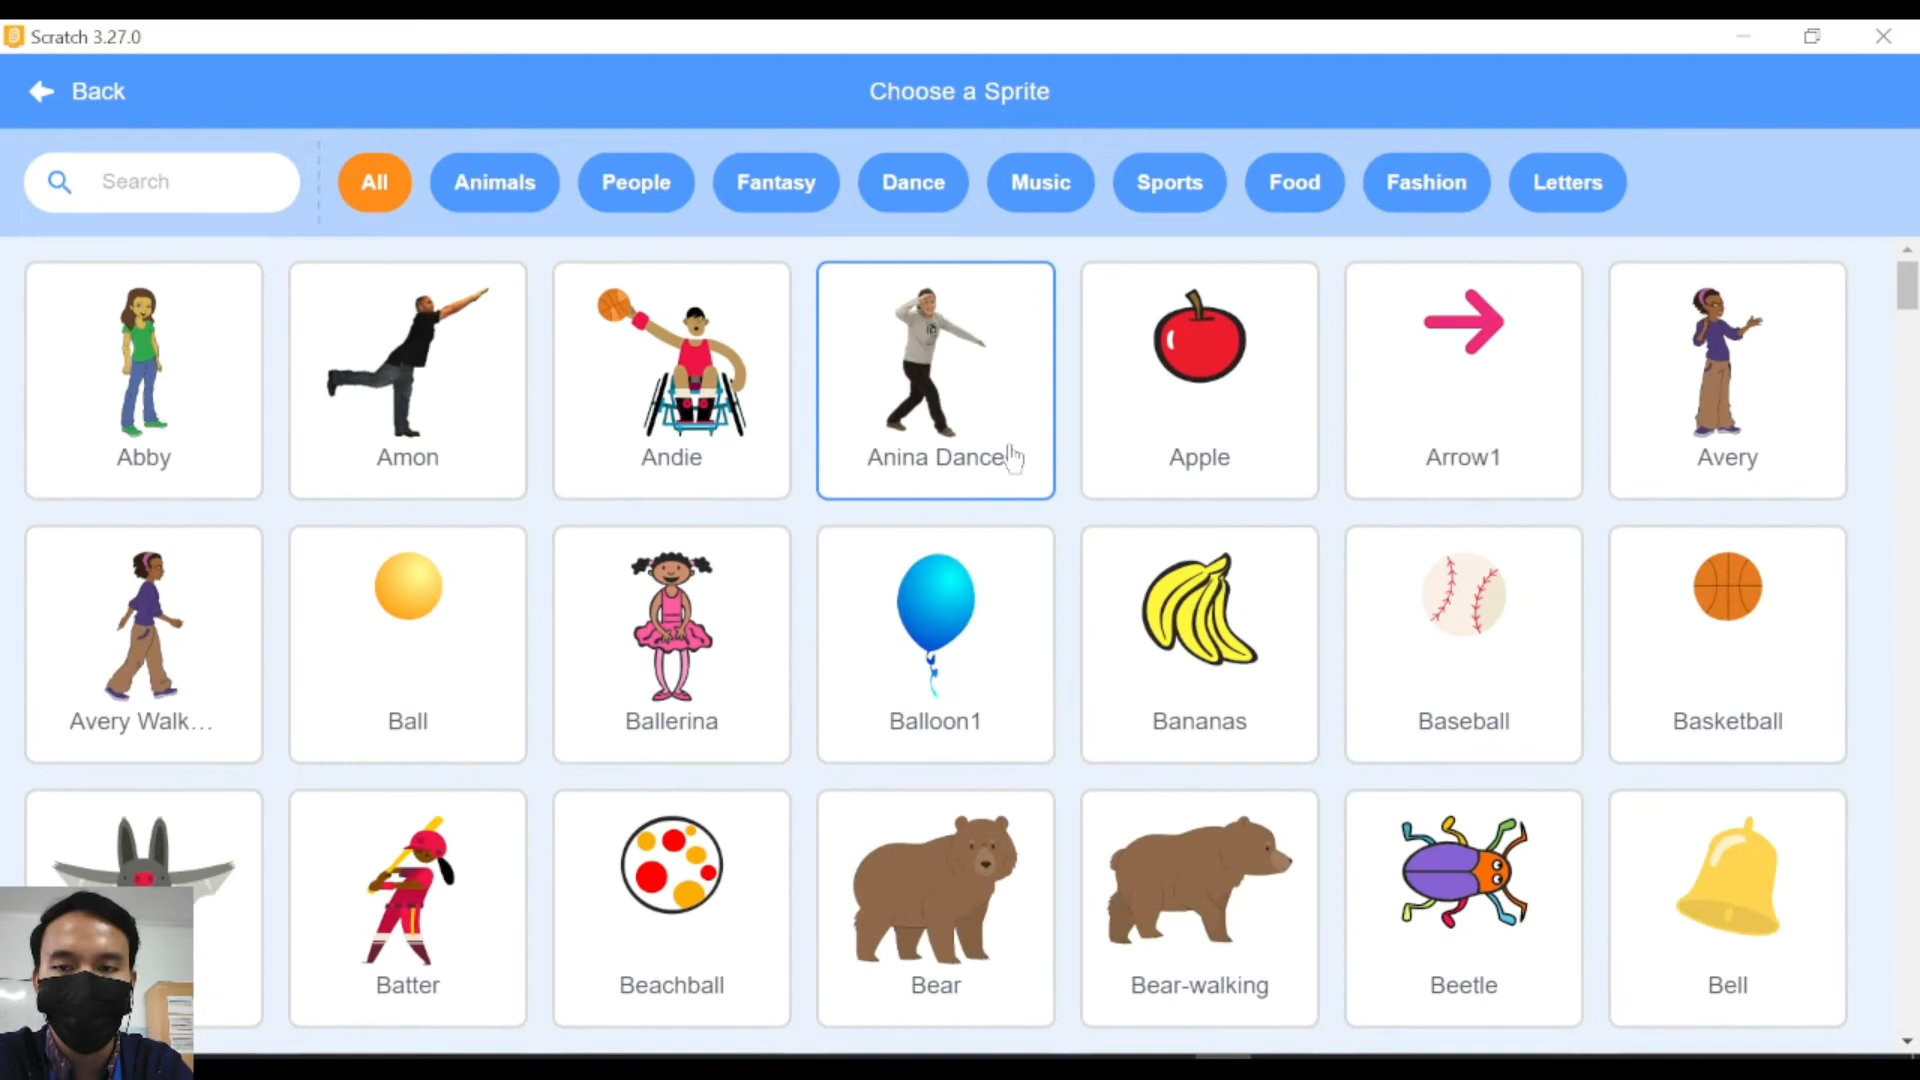 Scratch 3.27.0
Back
Choose a Sprite
Search
All
Animals
People
Fantasy
Dance
Music
Sports
Food
Fashion
Letters
Abby
Amon
Andie
Anina Dance
Apple
Arrow1
Avery
Avery Walk...
Ball
Ballerina
Balloon1
Bananas
Baseball
Basketball
Batter
Beachball
Bear
Bear-walking
Beetle
Bell